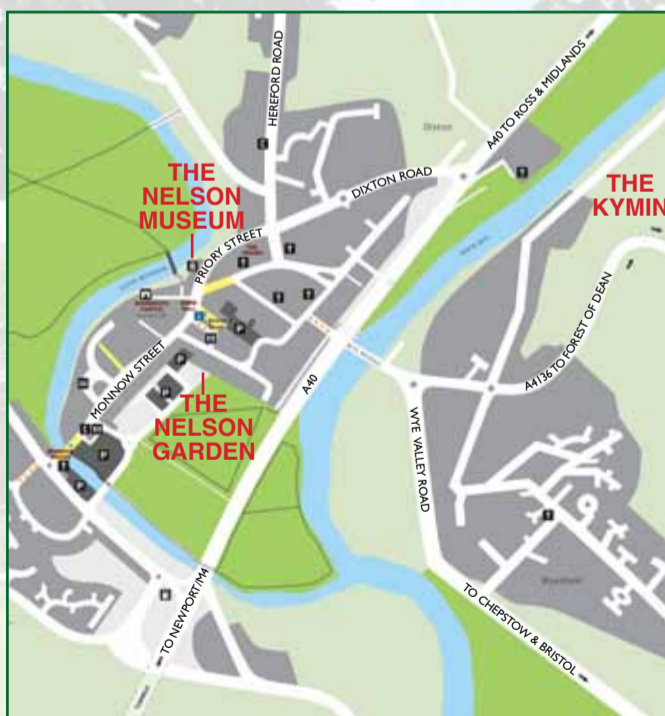 HEREFORD ROAD
A40 TO ROSS & MIDLANDS
Dixton
THE
NELSON
MUSEUM
DIXTON ROAD
THE
KYMIN
PRIORY STREET
A4136 TO FOREST OF DEAN
MONNOW STREET
A40
THE
NELSON
GARDEN
WYE VALLEY ROAD
TO NEWPORT/M4
TO CHEPSTOW & BRISTOL